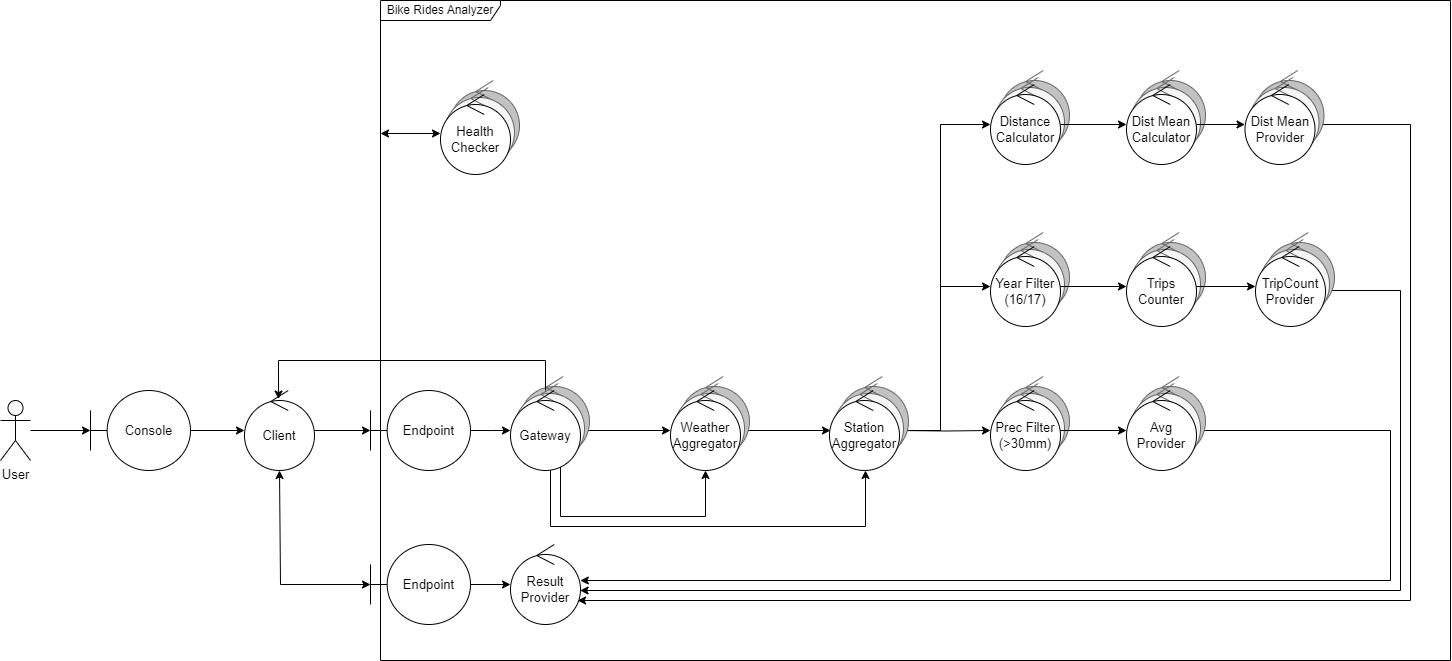 Bike Rides Analyzer
Health
Checker
Distance
Calculator
Dist Mean
Calculator
Dist Mean
Provider
Year Filter
(16/17)
Trips
Counter
TripCount
Provider
User
Console
Client
Endpoint
Gateway
Weather
Aggregator
Station
Aggregator
Prec Filter
(>30mm)
Avg
Provider
Endpoint
Result
Provider